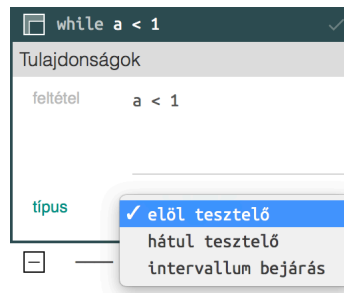 while a < 1
Tulajdonságok
feltétel a < 1
típus
✓ elöl tesztelő
hátul tesztelő
intervallum bejárás